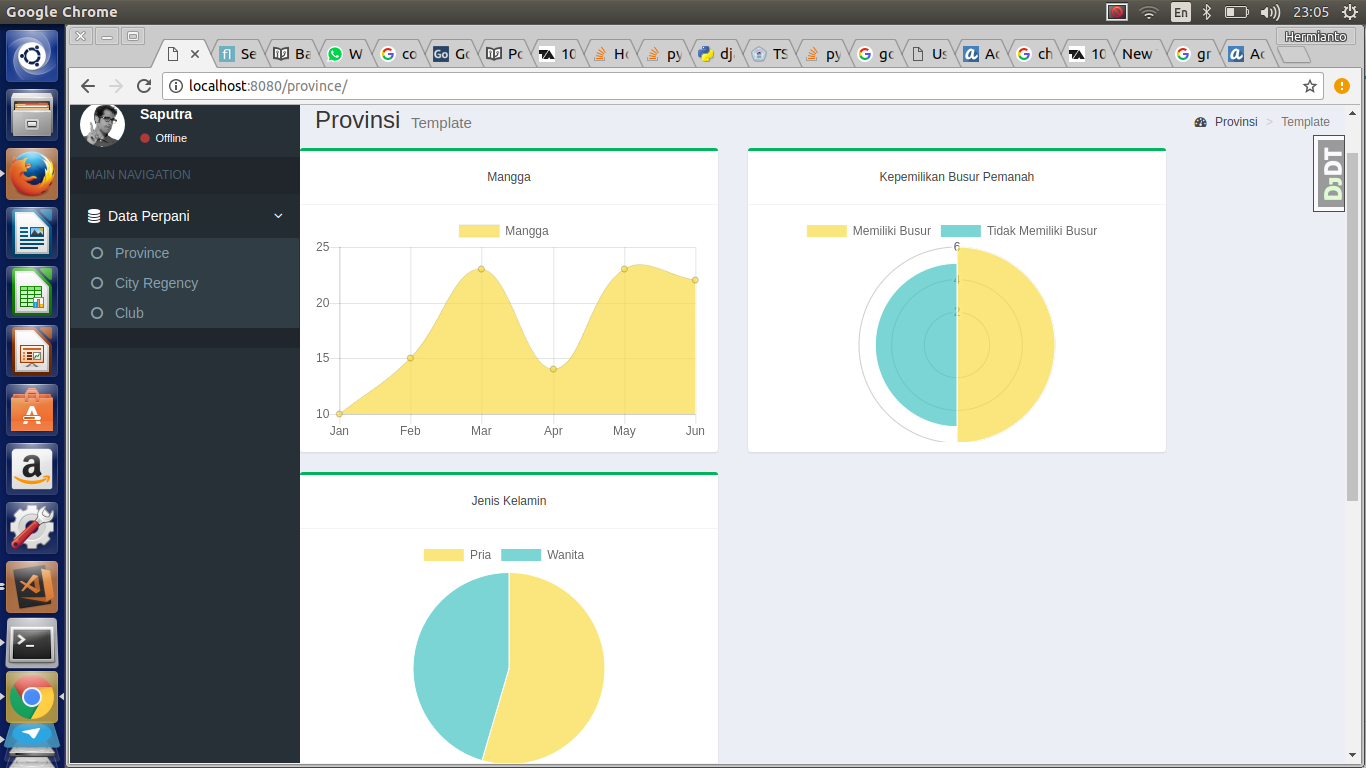 Google Chrome
En
23:05
Hermianto
Se
Ba
W
co
Go
Go
Po
10
Ho
py
dj
TS
py
gc
Us
Ac
ch
10
New
gr
Ac
localhost:8080/province/
Saputra
Offline
MAIN NAVIGATION
Data Perpani
Province
City Regency
Club
Provinsi Template
Provinsi > Template
DjDT
Mangga
Mangga
25
20
15
10
Jan Feb Mar Apr May Jun
Kepemilikan Busur Pemanah
Memiliki Busur Tidak Memiliki Busur
6
4
2
Jenis Kelamin
Pria Wanita